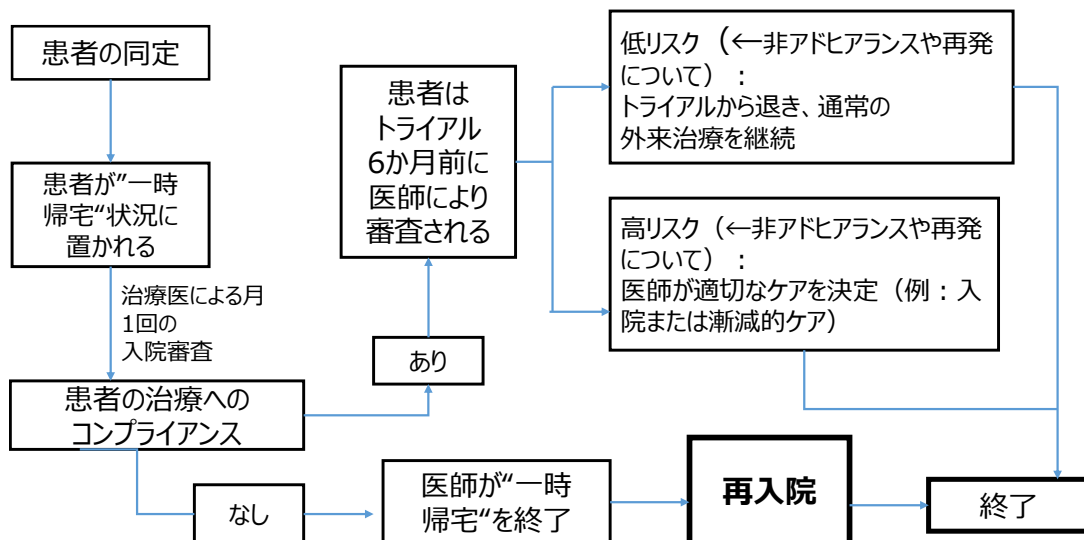 患者の同定
患者が”一時
帰宅“状況に
置かれる
治療医による月
1回の
入院審査
患者の治療への
コンプライアンス
あり
なし
患者は
トライアル
6か月前に
医師により
審査される
低リスク（←非アドヒアランスや再発
について）：
トライアルから退き、通常の
外来治療を継続
高リスク（←非アドヒアランスや再発
について）：
医師が適切なケアを決定（例：入
院または漸減的ケア）
医師が“一時
帰宅“を終了
再入院
終了